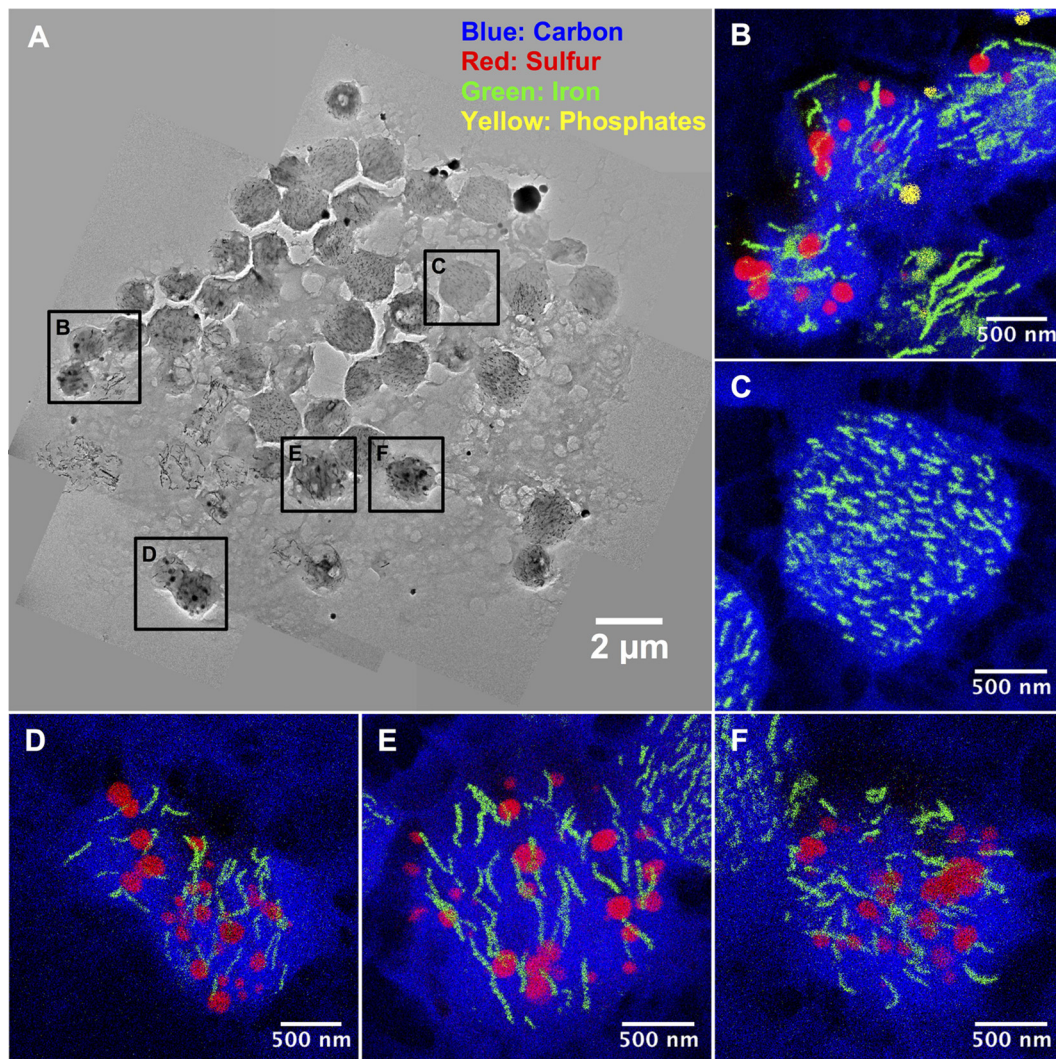 A
Blue: Carbon
Red: Sulfur
Green: Iron
Yellow: Phosphates
B
C
E
F
D
2 µm
B
500 nm
C
500 nm
D
500 nm
E
500 nm
F
500 nm